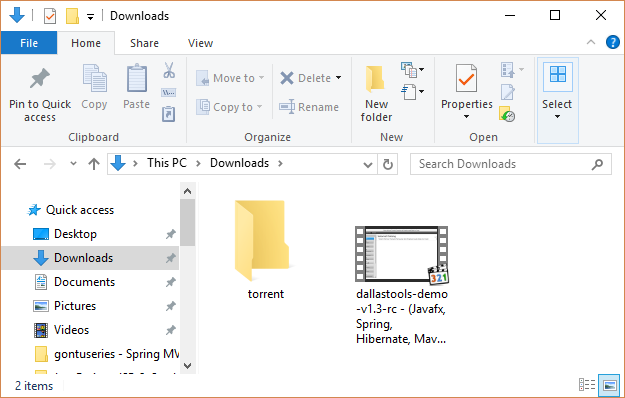 Downloads
File Home Share View
Pin to Quick access
Copy
Paste
Clipboard
Move to
Copy to
Delete
Rename
Organize
New folder
New
Properties
Open
Select
This PC > Downloads >
Search Downloads
Quick access
Desktop
Downloads
Documents
Pictures
Videos
gontuseries - Spring MV
torrent
321
dallastools-demo
-v1.3-rc - (Javafx,
Spring,
Hibernate, Mav...
2 items